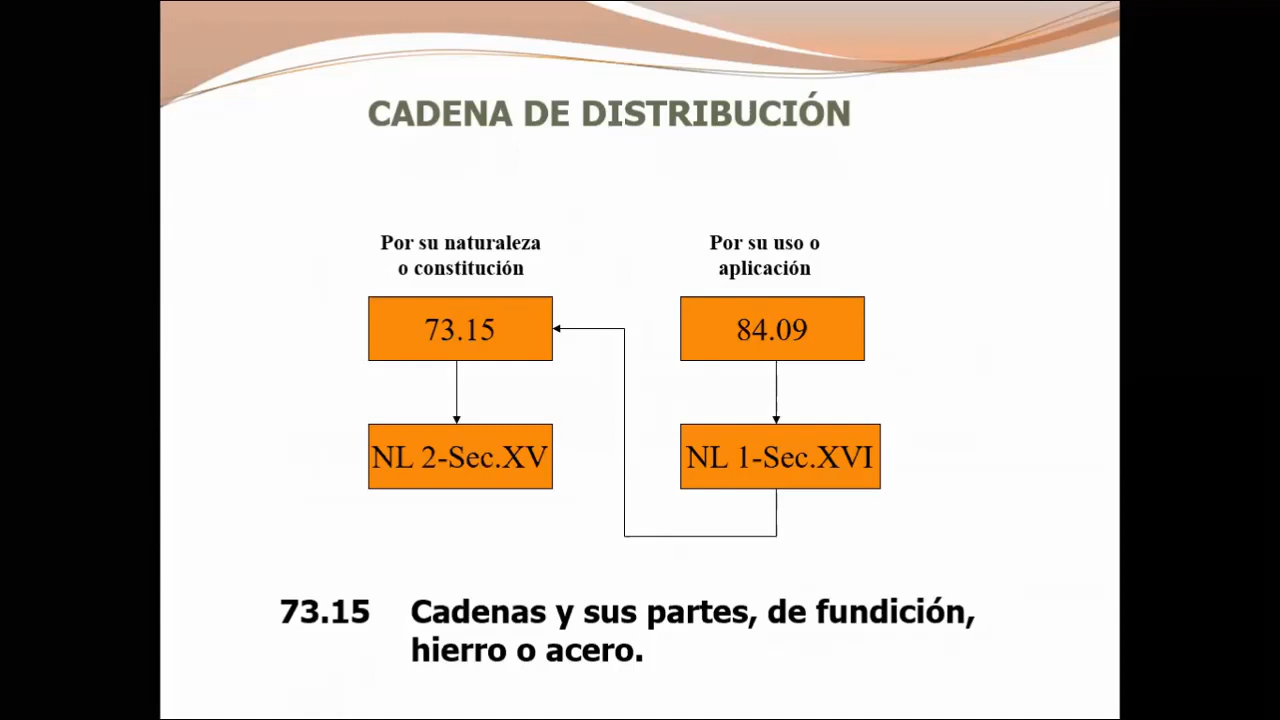 CADENA DE DISTRIBUCIÓN
Por su naturaleza
o constitución
Por su uso o
aplicación
73.15
84.09
NL 2-Sec.XV
NL 1-Sec.XVI
73.15 Cadenas y sus partes, de fundición,
hierro o acero.